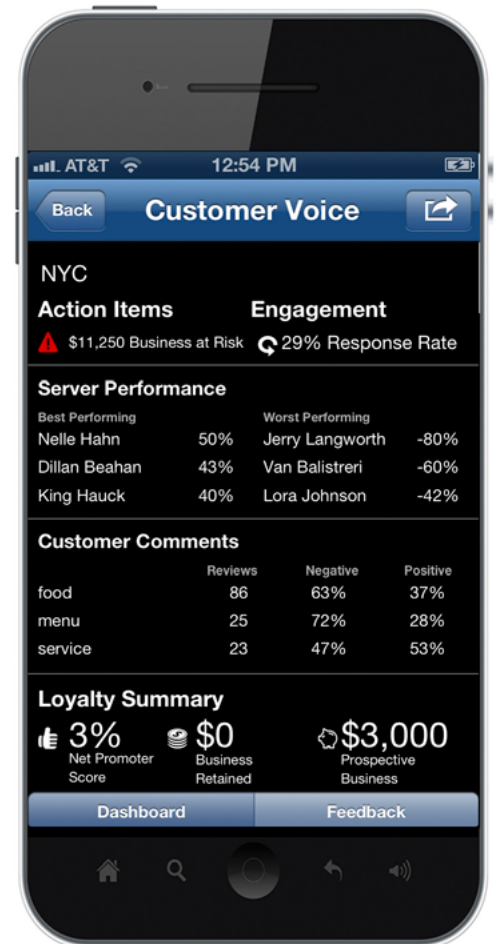 AT&T 12:54 PM
Back Customer Voice
NYC
Action Items Engagement
$11,250 Business at Risk 29% Response Rate
Server Performance
Best Performing Worst Performing
Nelle Hahn 50% Jerry Langworth -80%
Dillan Beahan 43% Van Balistreri -60%
King Hauck 40% Lora Johnson -42%
Customer Comments
Reviews Negative Positive
food 86 63% 37%
menu 25 72% 28%
service 23 47% 53%
Loyalty Summary
3% $0 $3,000
Net Promoter Business Prospective
Score Retained Business
Dashboard Feedback